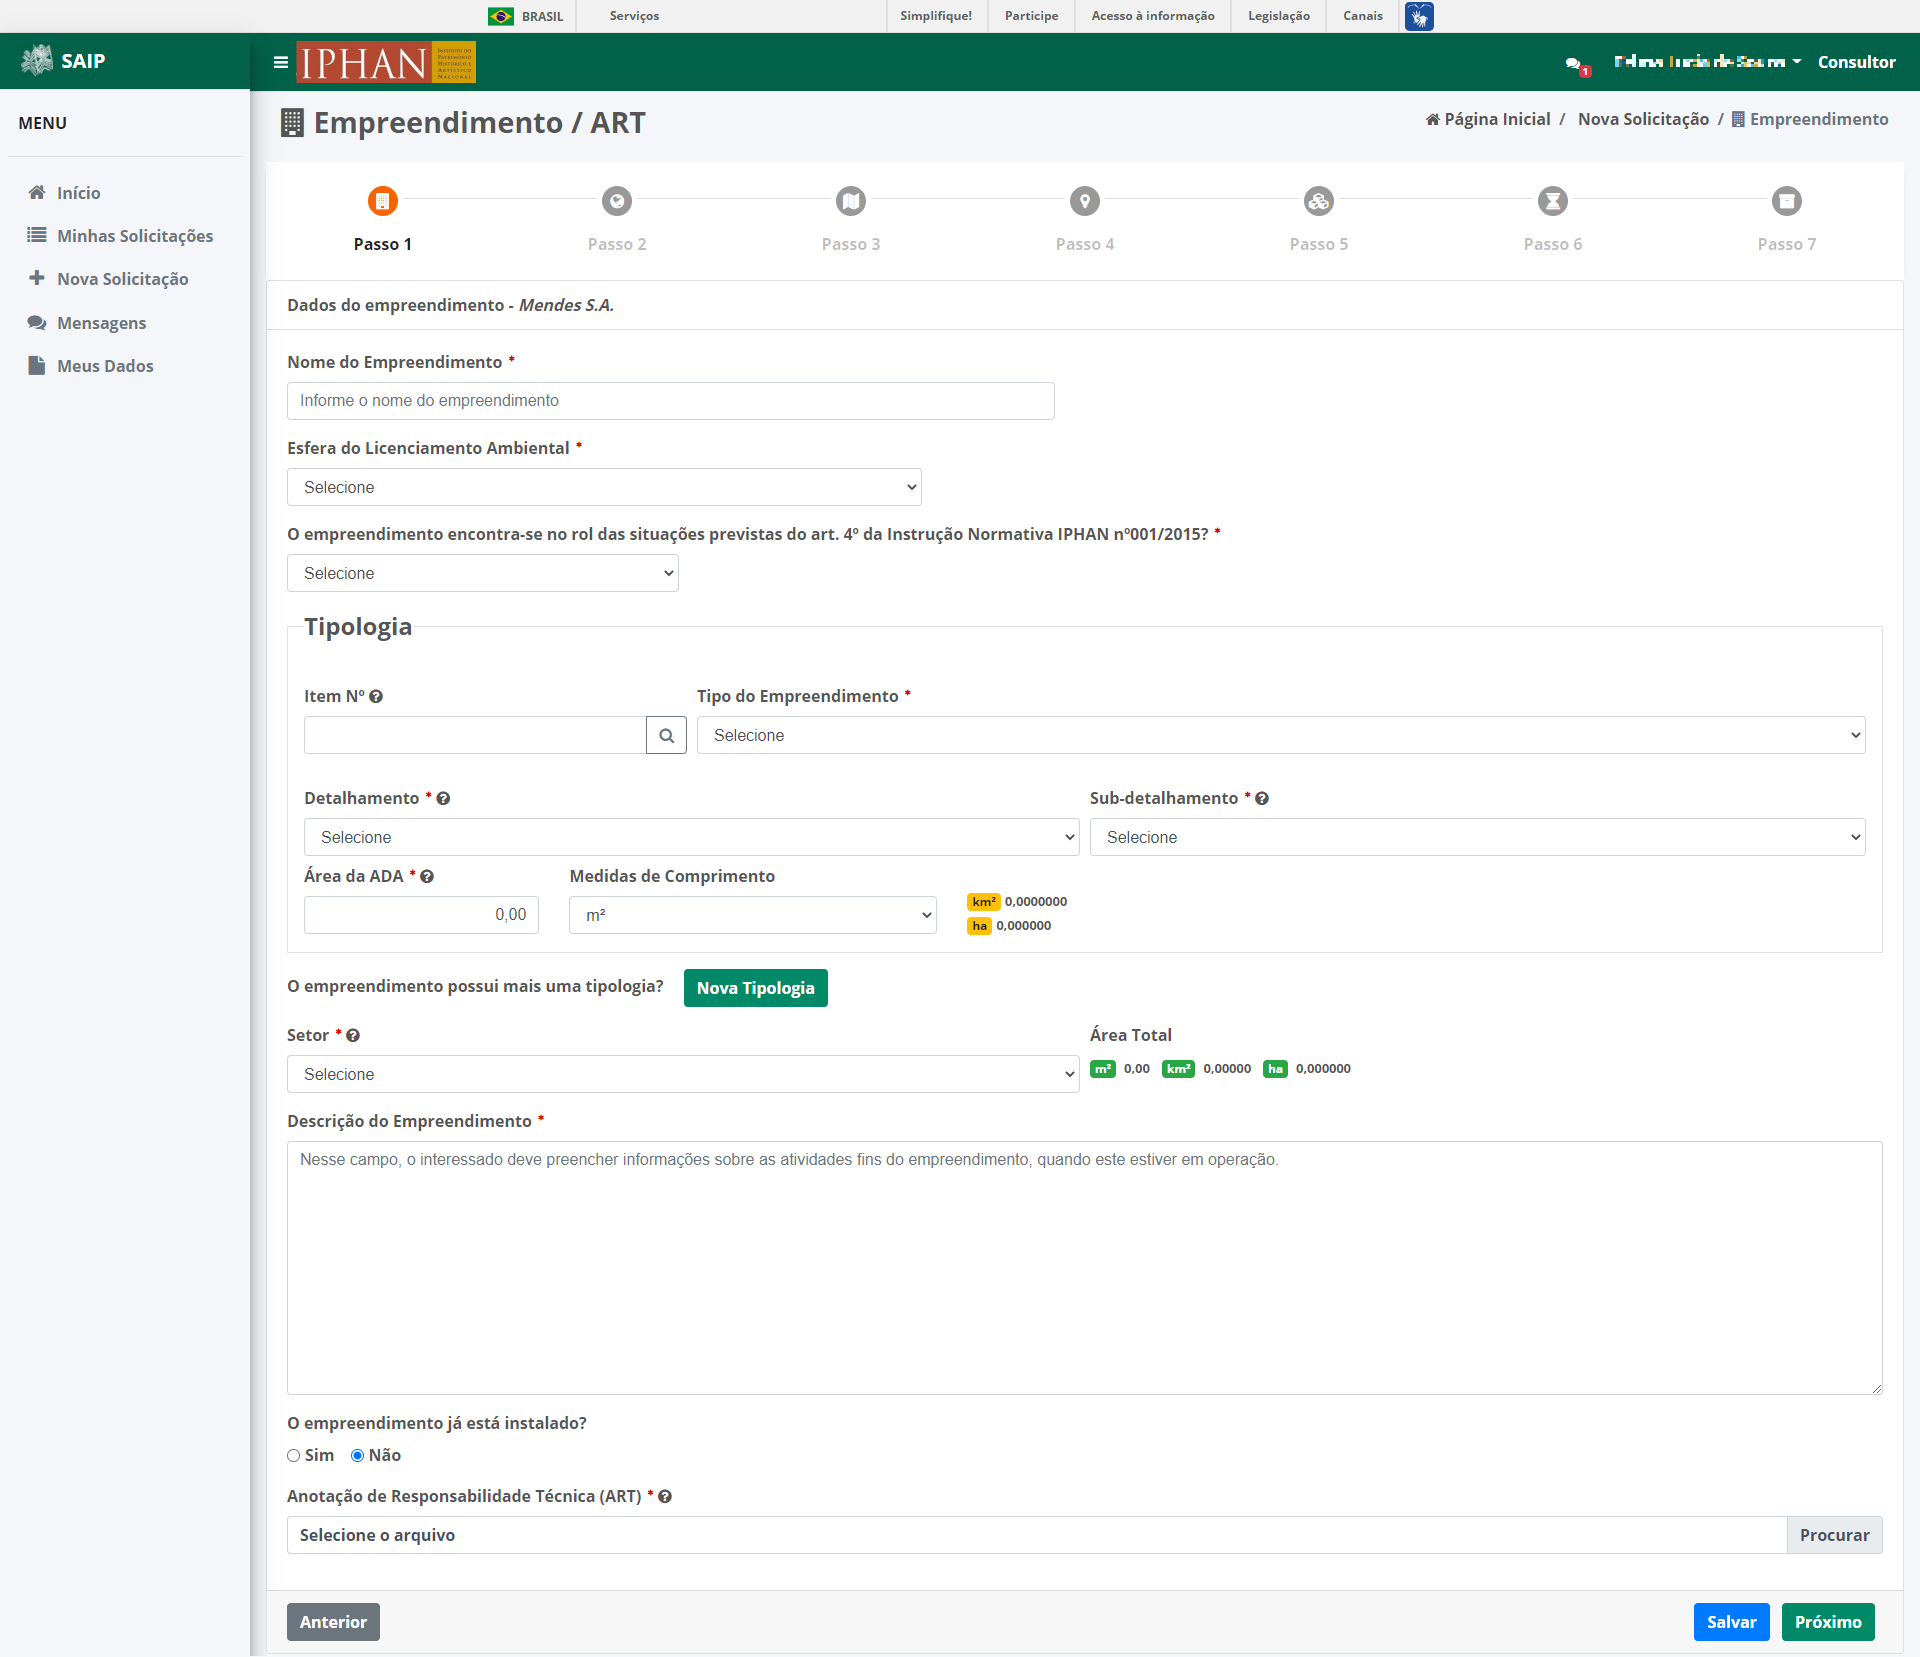 BRASIL
Serviços
Simplifique!
Participe
Acesso à informação
Legislação
Canais
SAIP
IPHAN
INSTITUTO DO
PATRIMÔNIO
HISTÓRICO E
ARTÍSTICO
NACIONAL
1
Consultor
MENU
Início
Minhas Solicitações
Nova Solicitação
Mensagens
Meus Dados
Empreendimento / ART
Página Inicial / Nova Solicitação / Empreendimento
Passo 1
Passo 2
Passo 3
Passo 4
Passo 5
Passo 6
Passo 7
Dados do empreendimento - Mendes S.A.
Nome do Empreendimento *
Informe o nome do empreendimento
Esfera do Licenciamento Ambiental *
Selecione
O empreendimento encontra-se no rol das situações previstas do art. 4º da Instrução Normativa IPHAN nº001/2015? *
Selecione
Tipologia
Item Nº
Tipo do Empreendimento *
Selecione
Detalhamento *
Sub-detalhamento *
Selecione
Selecione
Área da ADA *
Medidas de Comprimento
0,00
m²
km² 0,0000000
ha 0,000000
O empreendimento possui mais uma tipologia?
Nova Tipologia
Setor *
Área Total
Selecione
m² 0,00 km² 0,00000 ha 0,000000
Descrição do Empreendimento *
Nesse campo, o interessado deve preencher informações sobre as atividades fins do empreendimento, quando este estiver em operação.
O empreendimento já está instalado?
Sim
Não
Anotação de Responsabilidade Técnica (ART) *
Selecione o arquivo
Procurar
Anterior
Salvar
Próximo